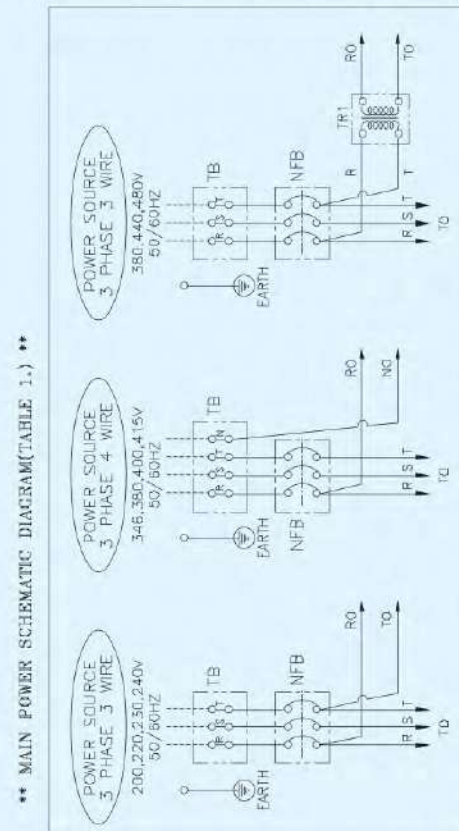 ** MAIN POWER SCHEMATIC DIAGRAM(TABLE 1.) **
POWER SOURCE
3 PHASE 3 WIRE
200,220,230,240V
50/60HZ
TB
R S T
EARTH
NFB
RO
TO
R S T
TO
POWER SOURCE
3 PHASE 4 WIRE
346,380,400,415V
50/60HZ
TB
R S T N
EARTH
NFB
RO
NO
R S T
TO
POWER SOURCE
3 PHASE 3 WIRE
380,440,480V
50/60HZ
TB
R S T
EARTH
NFB
R
T
TR1
RO
TO
R S T
TO